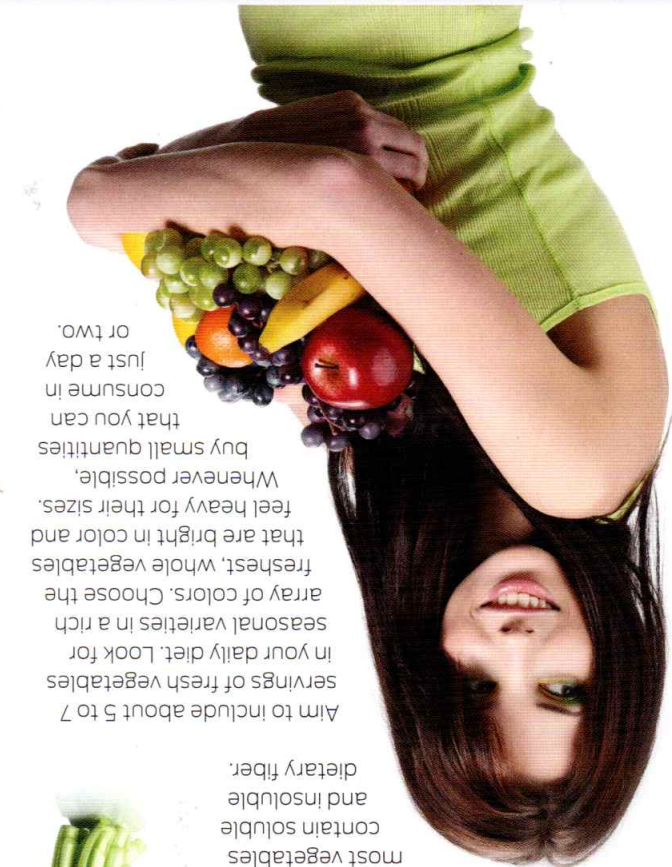 most vegetables
contain soluble
and insoluble
dietary fiber.
Aim to include about 5 to 7
servings of fresh vegetables
in your daily diet. Look for
seasonal varieties in a rich
array of colors. Choose the
freshest, whole vegetables
that are bright in color and
feel heavy for their sizes.
Whenever possible,
buy small quantities
that you can
consume in
just a day
or two.